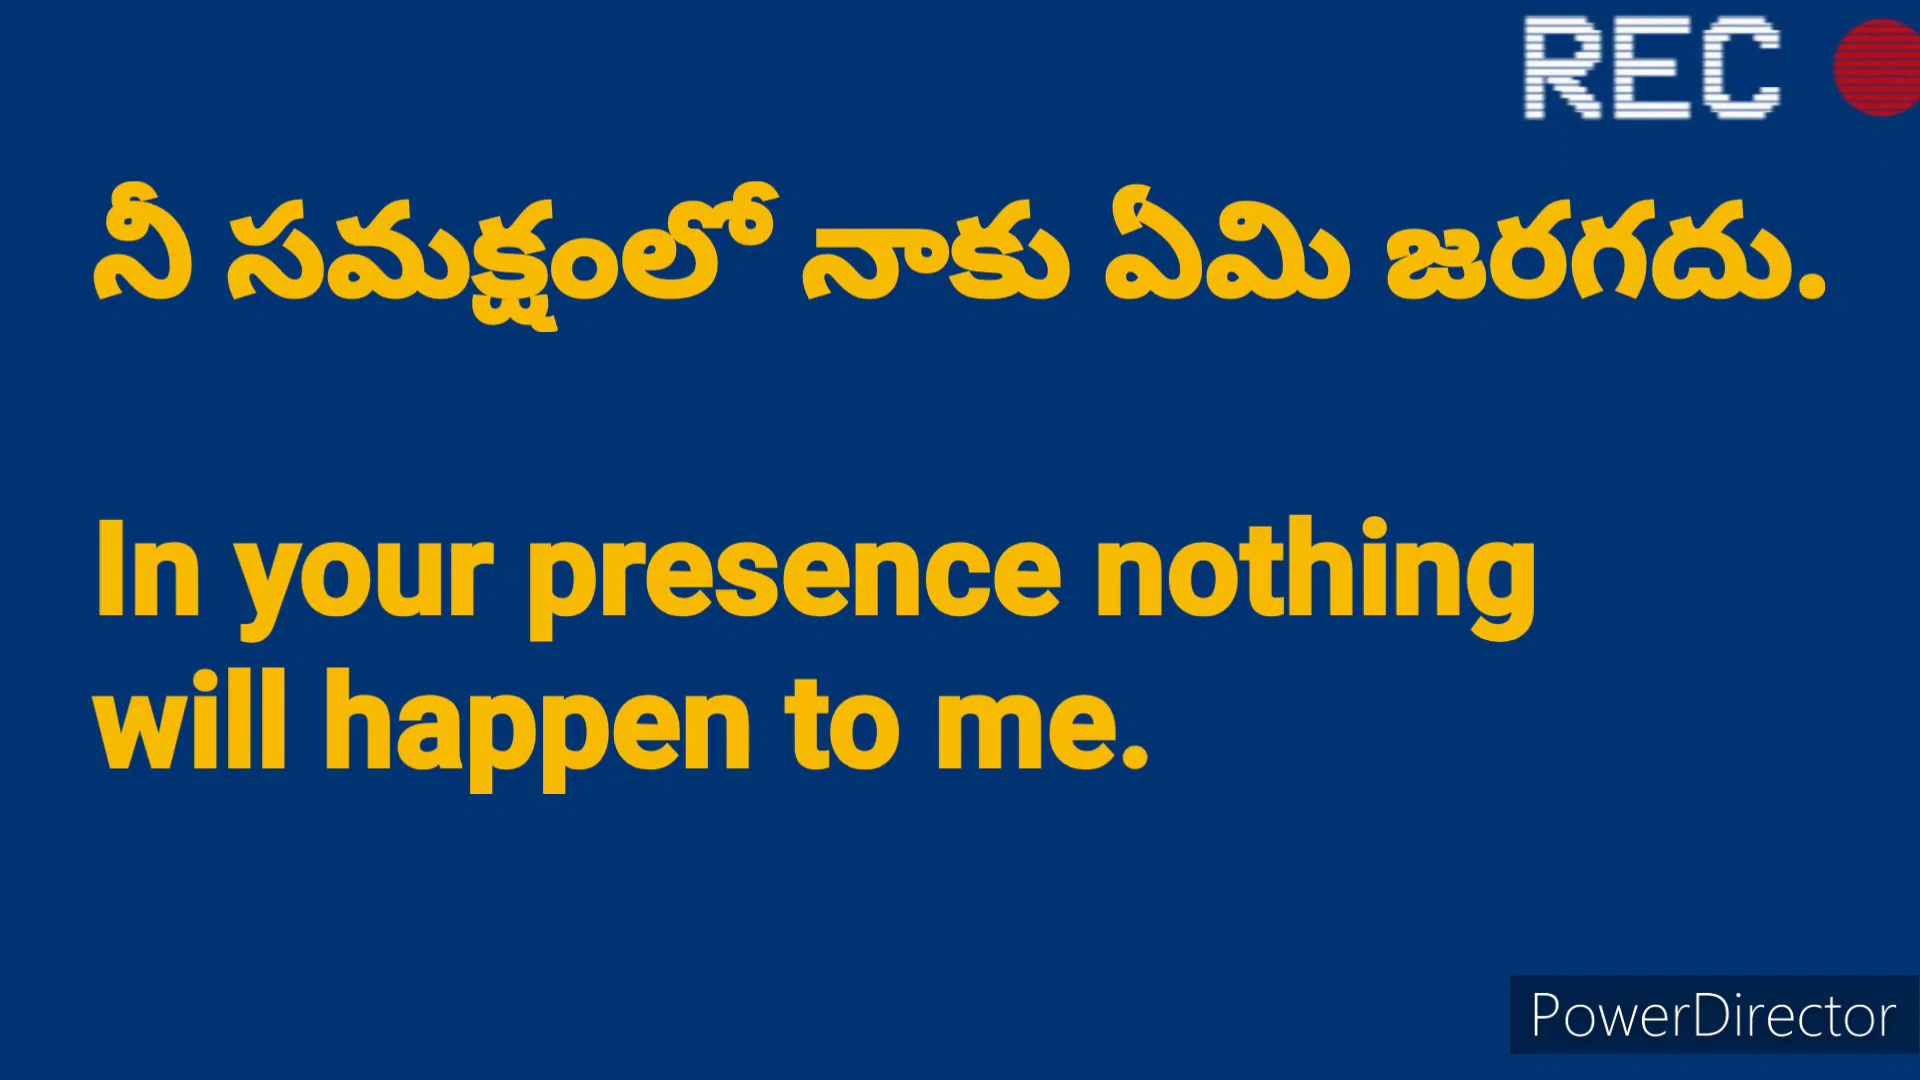 REC
నీ సమక్షంలో నాకు ఏమి జరగదు.
In your presence nothing
will happen to me.
PowerDirector